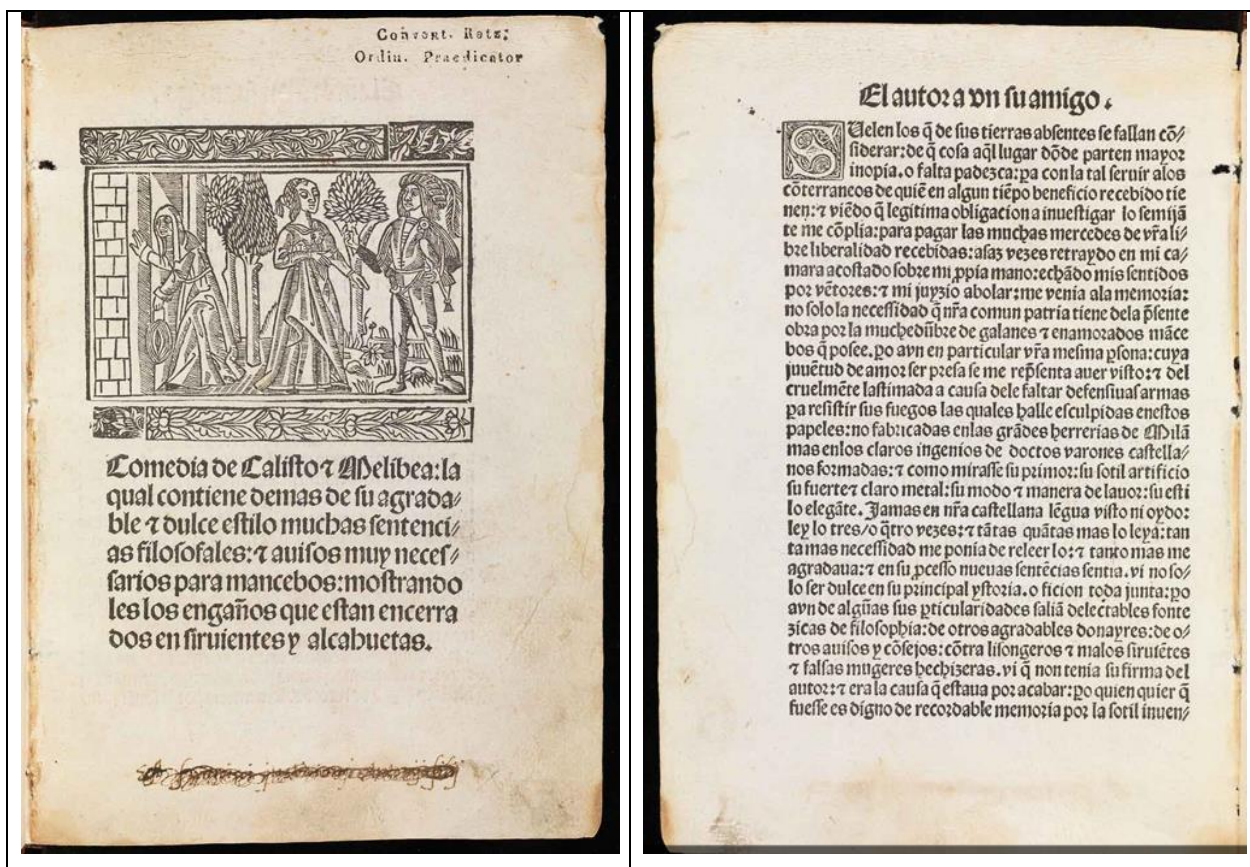 Convent. Retz;
Ordin. Praedicator
Comedia de Calisto ⁊ Melibea: la
qual contiene demas de su agrada/
ble ⁊ dulce estilo muchas sentenci/
as filosofales: ⁊ auisos muy neces/
sarios para mancebos: mostrando
les los engaños que estan encerra
dos en siruientes y alcahuetas.
El autor a vn su amigo.
Suelen los q̃ de sus tierras absentes se fallan cõ/
siderar: de q̃ cosa aq̃l lugar dõde parten mayor
inopia. o falta padezca: pa con la tal seruir alos
cõterraneos de quiẽ en algun tiẽpo beneficio recebido tie
nen: ⁊ viẽdo q̃ legitima obligacion a inuestigar lo semijã
te me cõplia: para pagar las muchas mercedes de vr̃a li/
bre liberalidad recebidas: asaz vezes retraydo en mi ca/
mara acostado sobre mi ꝓpia mano: echãdo mis sentidos
por vẽtores: ⁊ mi juyzio abolar: me venia ala memoria:
no solo la necessidad q̃ nr̃a comun patria tiene dela p̃sente
obra por la muchedũbre de galanes ⁊ enamorados mãce
bos q̃ posee. ꝑo avn en particular vr̃a mesma ꝑsona: cuya
juuẽtud de amor ser presa se me rep̃senta auer visto: ⁊ del
cruelmẽte lastimada a causa dele faltar defensiuas armas
pa resistir sus fuegos las quales halle esculpidas enestos
papeles: no fabricadas enlas grãdes herrerias de Milã
mas enlos claros ingenios de doctos varones castella/
nos formadas: ⁊ como mirasse su primor: su sotil artificio
su fuerte ⁊ claro metal: su modo ⁊ manera de lauor: su esti
lo elegãte. Jamas en nr̃a castellana lẽgua visto ni oydo:
ley lo tres/o q̃tro vezes: ⁊ tãtas quãtas mas lo leya: tan
ta mas necessidad me ponia de releer lo: ⁊ tanto mas me
agradaua: ⁊ en su ꝓcesso nueuas sentẽcias sentia. vi no so/
lo ser dulce en su principal ystoria. o ficion toda junta: ꝑo
avn de algũas sus ꝑticularidades saliã delectables fonte
zicas de filosophia: de otros agradables donayres: de o/
tros auisos y cõsejos: cõtra lisongeros ⁊ malos siruiẽtes
⁊ falsas mugeres hechizeras. vi q̃ non tenia su firma del
autor: ⁊ era la causa q̃ estaua por acabar: ꝑo quien quier q̃
fuesse es digno de recordable memoria por la sotil inuen/